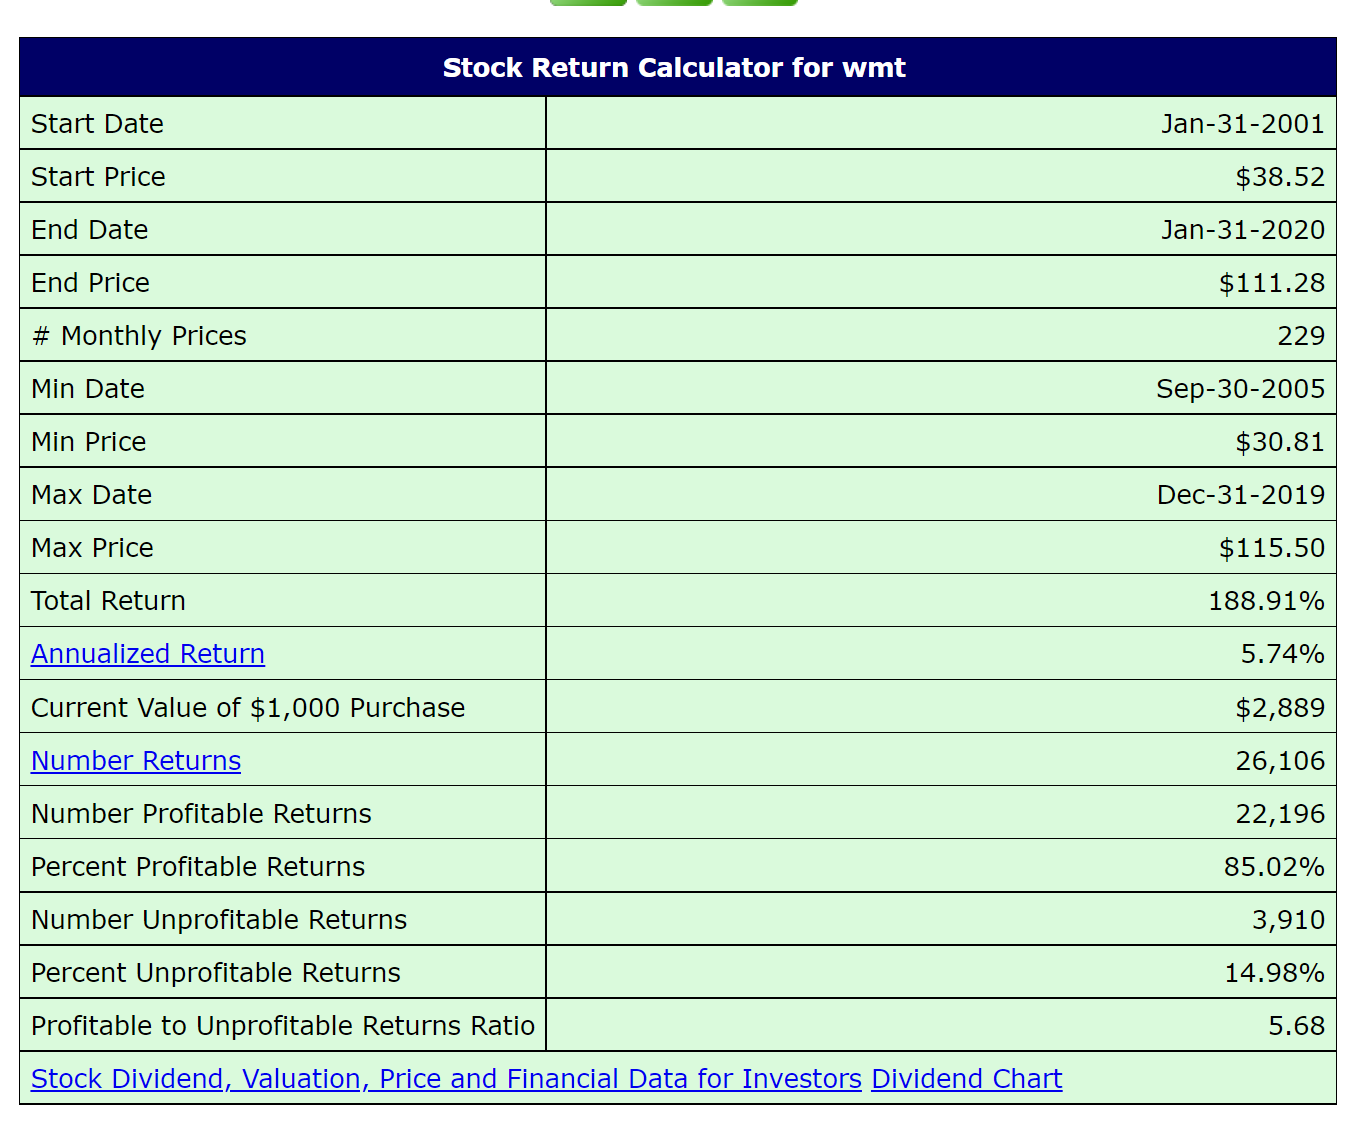 Stock Return Calculator for wmt
Start Date Jan-31-2001
Start Price $38.52
End Date Jan-31-2020
End Price $111.28
# Monthly Prices 229
Min Date Sep-30-2005
Min Price $30.81
Max Date Dec-31-2019
Max Price $115.50
Total Return 188.91%
Annualized Return 5.74%
Current Value of $1,000 Purchase $2,889
Number Returns 26,106
Number Profitable Returns 22,196
Percent Profitable Returns 85.02%
Number Unprofitable Returns 3,910
Percent Unprofitable Returns 14.98%
Profitable to Unprofitable Returns Ratio 5.68
Stock Dividend, Valuation, Price and Financial Data for Investors Dividend Chart